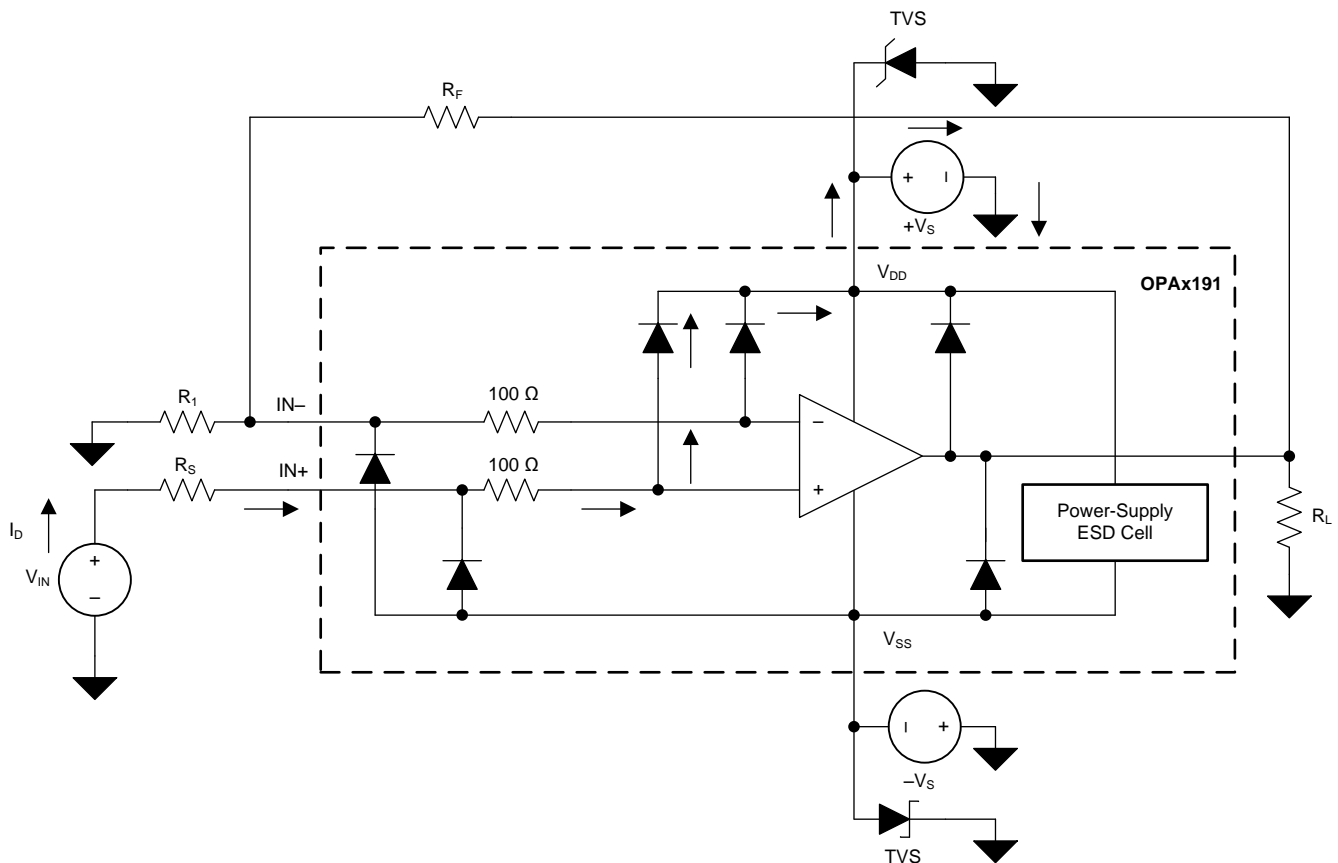 TVS
R_F
+ –
+V_S
V_DD
OPAx191
R_1
IN–
100 Ω
–
R_S
IN+
100 Ω
+
I_D
V_IN
+
–
Power-Supply
ESD Cell
R_L
V_SS
– +
–V_S
TVS